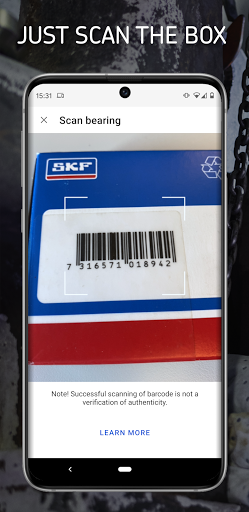 JUST SCAN THE BOX
15:31
Scan bearing
SKF
7 316571 018942
Note! Successful scanning of barcode is not a
verification of authenticity.
LEARN MORE